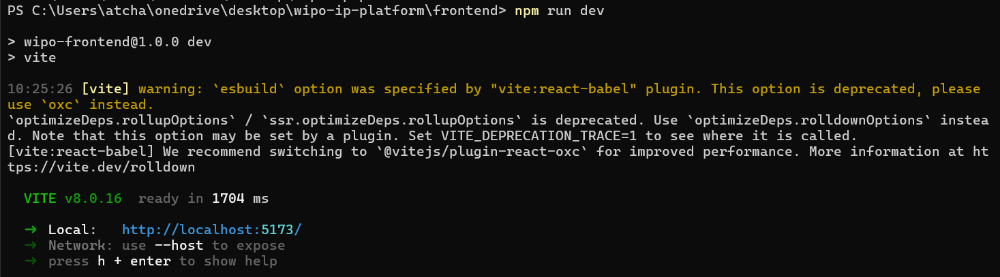 PS C:\Users\atcha\onedrive\desktop\wipo-ip-platform\frontend> npm run dev
> wipo-frontend@1.0.0 dev
> vite
10:25:26 [vite] warning: `esbuild` option was specified by "vite:react-babel" plugin. This option is deprecated, please
use `oxc` instead.
`optimizeDeps.rollupOptions` / `ssr.optimizeDeps.rollupOptions` is deprecated. Use `optimizeDeps.rolldownOptions` instea
d. Note that this option may be set by a plugin. Set VITE_DEPRECATION_TRACE=1 to see where it is called.
[vite:react-babel] We recommend switching to `@vitejs/plugin-react-oxc` for improved performance. More information at ht
tps://vite.dev/rolldown
VITE v8.0.16  ready in 1704 ms
➜ Local:   http://localhost:5173/
➜ Network: use --host to expose
➜ press h + enter to show help